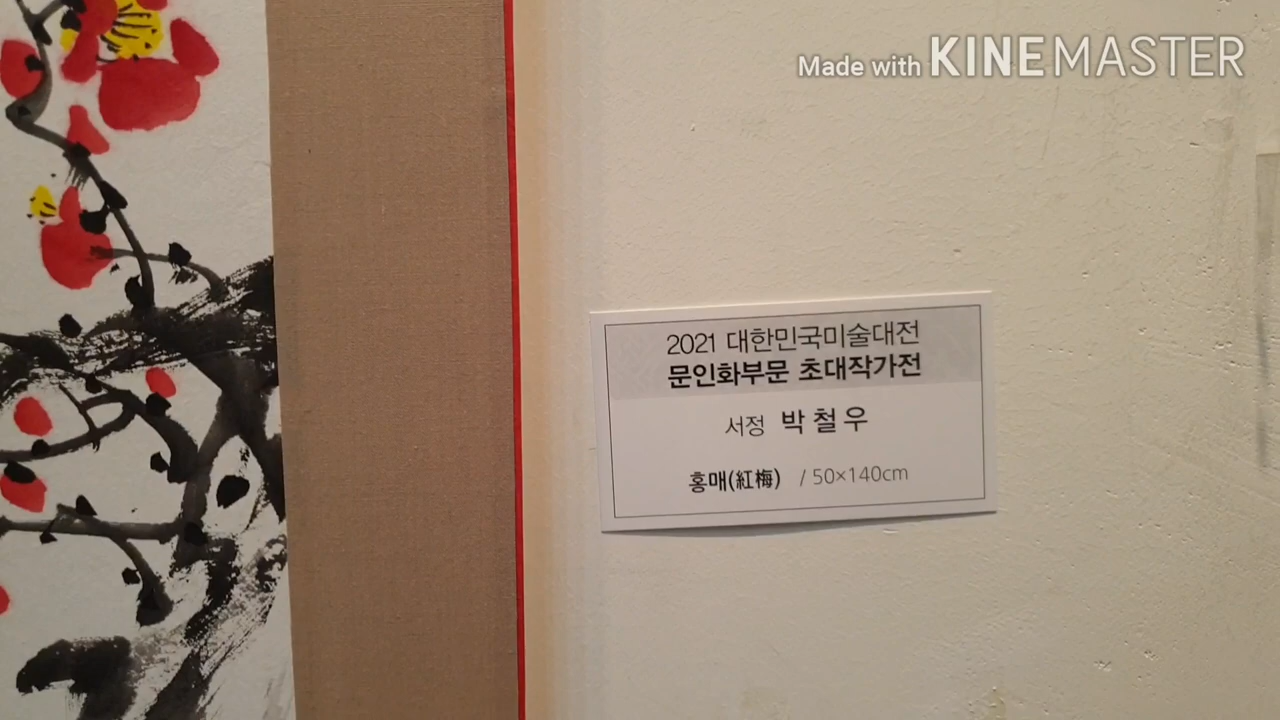 Made with KINEMASTER
2021 대한민국미술대전
문인화부문 초대작가전
서정 박철우
홍매(紅梅) / 50×140cm